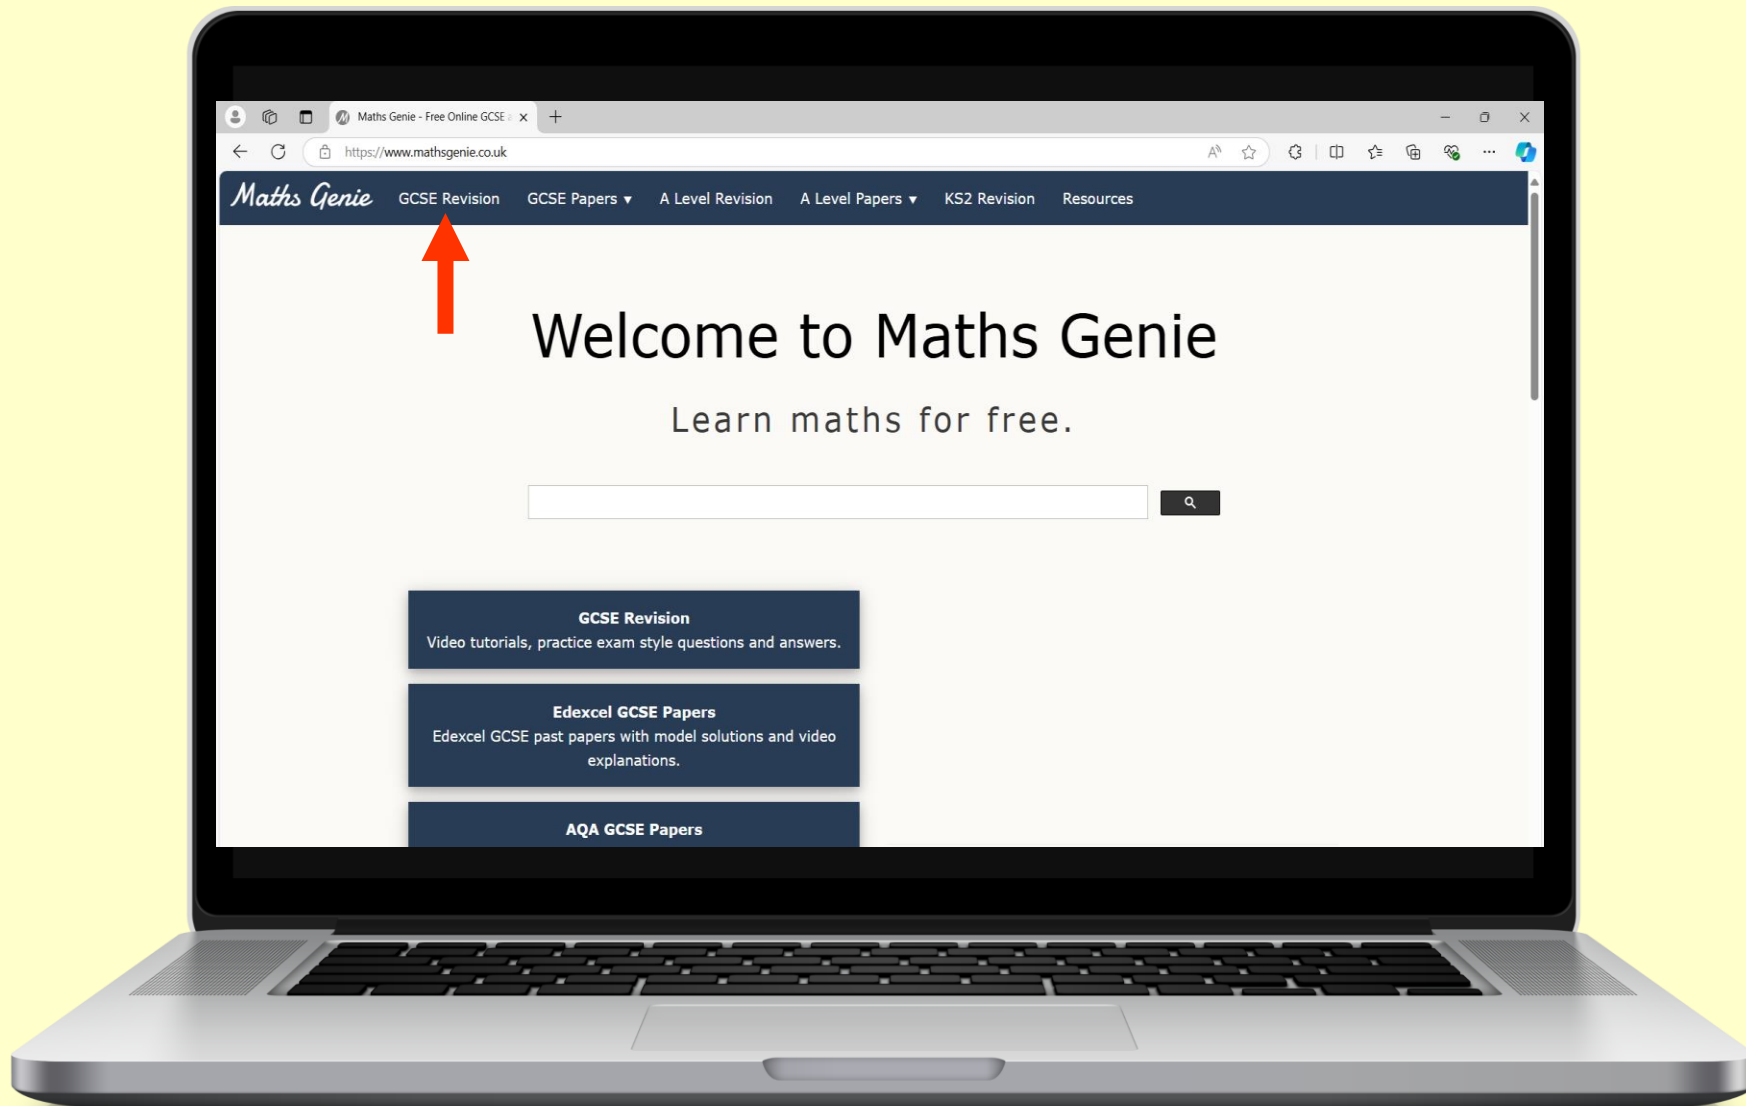 Maths Genie - Free Online GCSE
https://www.mathsgenie.co.uk
Maths Genie GCSE Revision GCSE Papers ▼ A Level Revision A Level Papers ▼ KS2 Revision Resources
Welcome to Maths Genie
Learn maths for free.
GCSE Revision
Video tutorials, practice exam style questions and answers.
Edexcel GCSE Papers
Edexcel GCSE past papers with model solutions and video
explanations.
AQA GCSE Papers